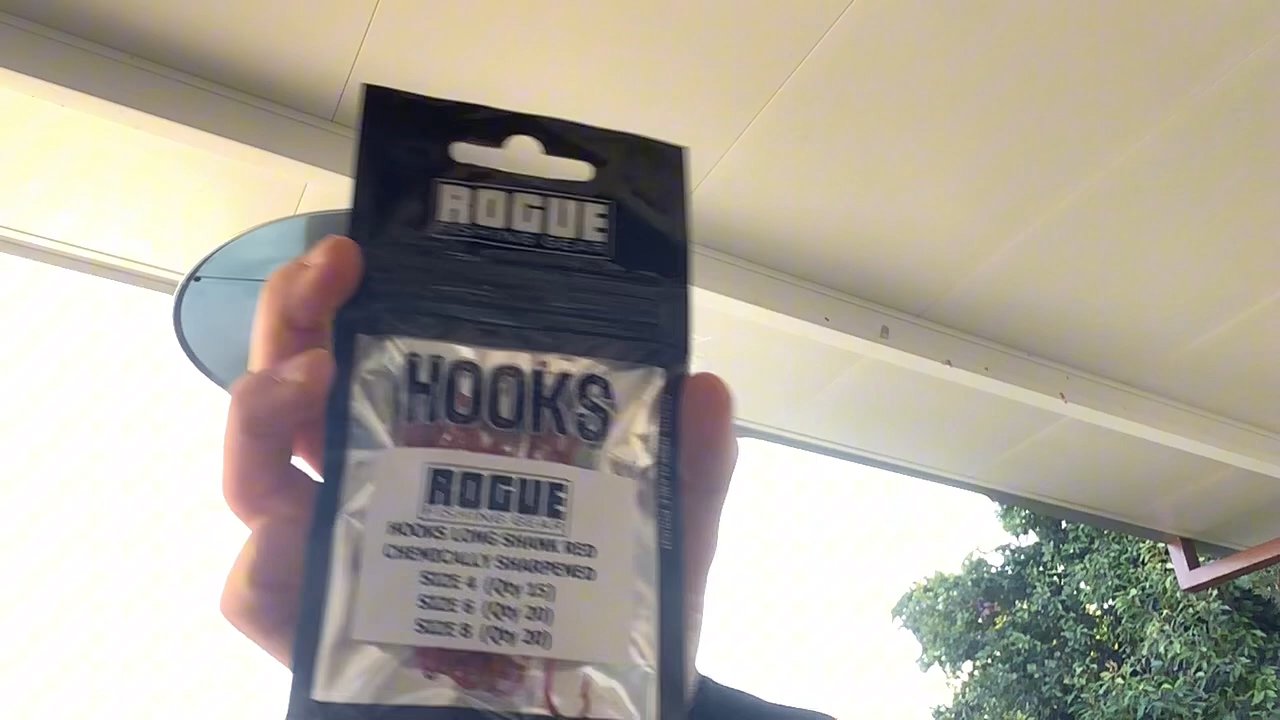 ROGUE
FISHING GEAR
HOOKS
ROGUE
FISHING GEAR
HOOKS LONG SHANK RED
CHEMICALLY SHARPENED
SIZE 4 (Qty 15)
SIZE 6 (Qty 20)
SIZE 8 (Qty 20)